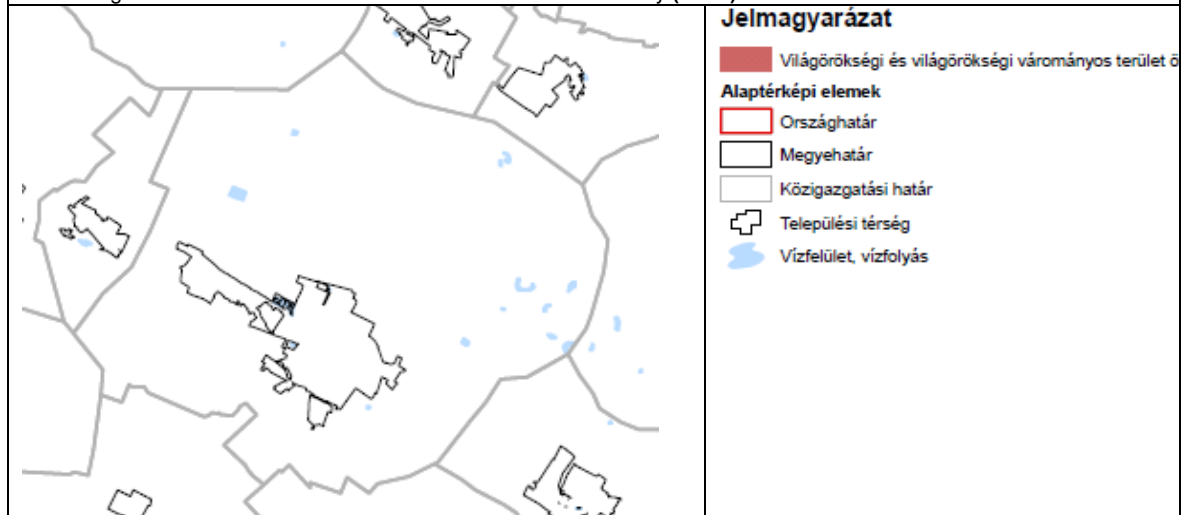 Jelmagyarázat
Világörökségi és világörökségi várományos terület ö
Alaptérképi elemek
Országhatár
Megyehatár
Közigazgatási határ
Települési térség
Vízfelület, vízfolyás